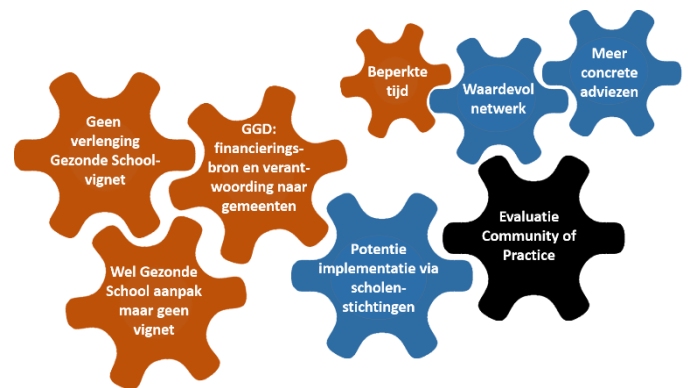 Geen
verlenging
Gezonde School-
vignet
GGD:
financierings-
bron en verant-
woording naar
gemeenten
Wel Gezonde
School aanpak
maar geen
vignet
Beperkte
tijd
Waardevol
netwerk
Meer
concrete
adviezen
Potentie
implementatie via
scholen-
stichtingen
Evaluatie
Community of
Practice